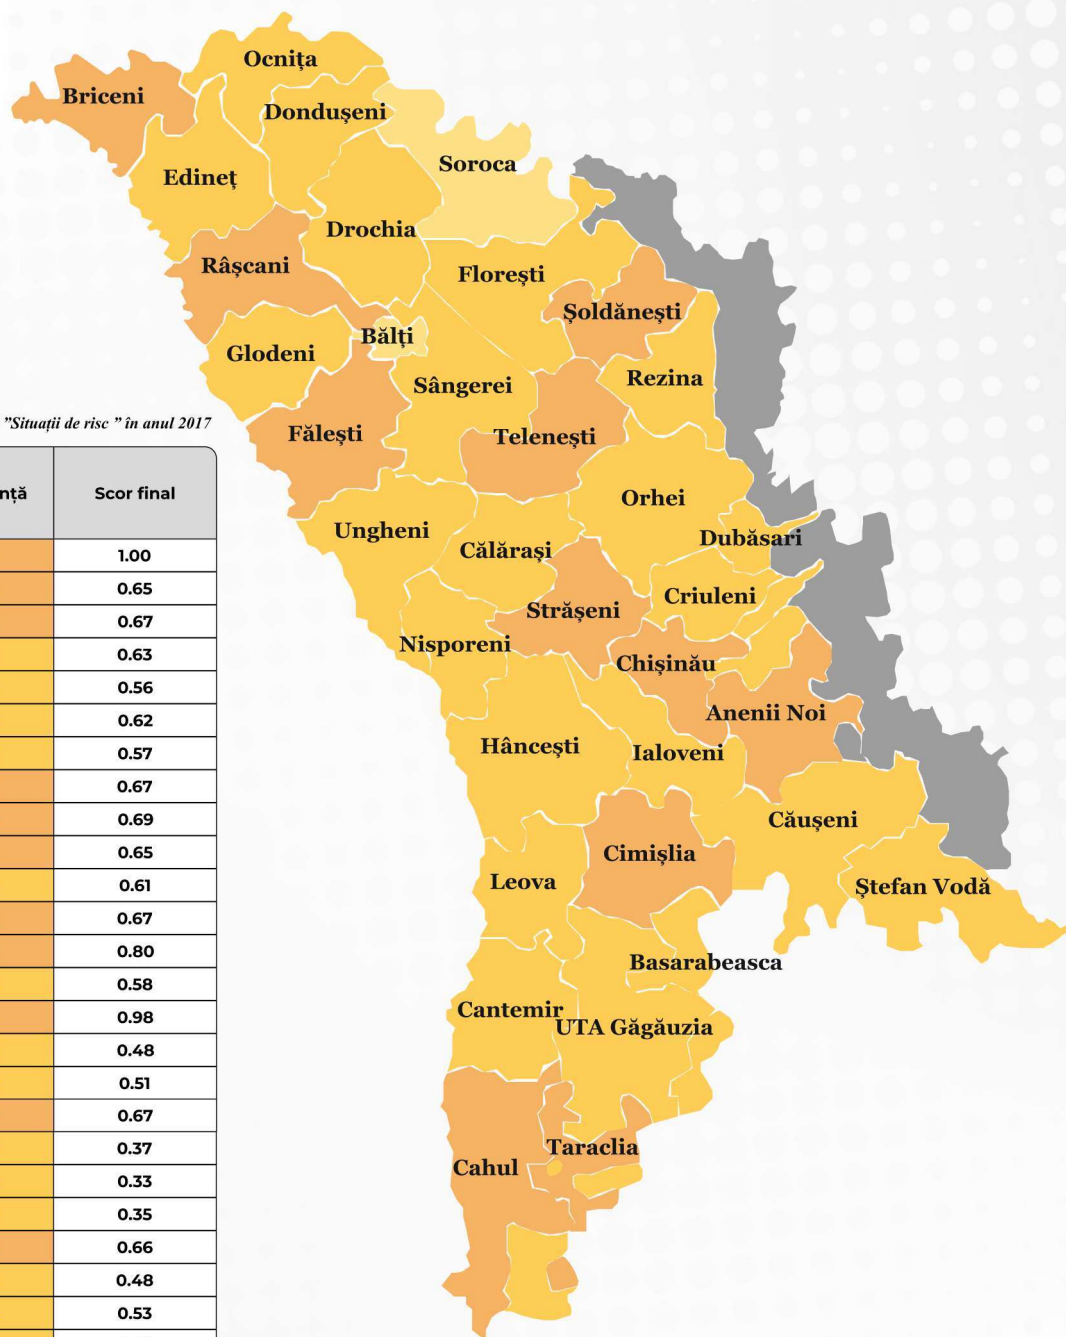 Ocnița
Briceni
Dondușeni
Soroca
Edineț
Drochia
Râșcani
Florești
Șoldănești
Bălți
Glodeni
Rezina
Sângerei
"Situații de risc " în anul 2017
Fălești
Telenești
Scor final
Orhei
Ungheni
Dubăsari
Călărași
1.00
0.65
Criuleni
Strășeni
0.67
Nisporeni
0.63
Chișinău
0.56
Anenii Noi
0.62
Hâncești
Ialoveni
0.57
0.67
Căușeni
0.69
Cimișlia
0.65
Leova
Ștefan Vodă
0.61
0.67
0.80
Basarabeasca
0.58
0.98
Cantemir
UTA Găgăuzia
0.48
0.51
0.67
Taraclia
0.37
Cahul
0.33
0.35
0.66
0.48
0.53